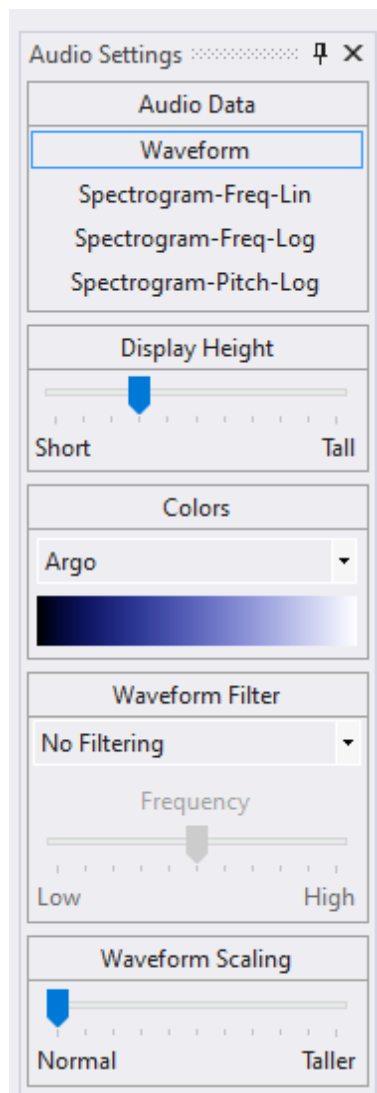 Audio Settings
Audio Data
Waveform
Spectrogram-Freq-Lin
Spectrogram-Freq-Log
Spectrogram-Pitch-Log
Display Height
Short Tall
Colors
Argo
Waveform Filter
No Filtering
Frequency
Low High
Waveform Scaling
Normal Taller